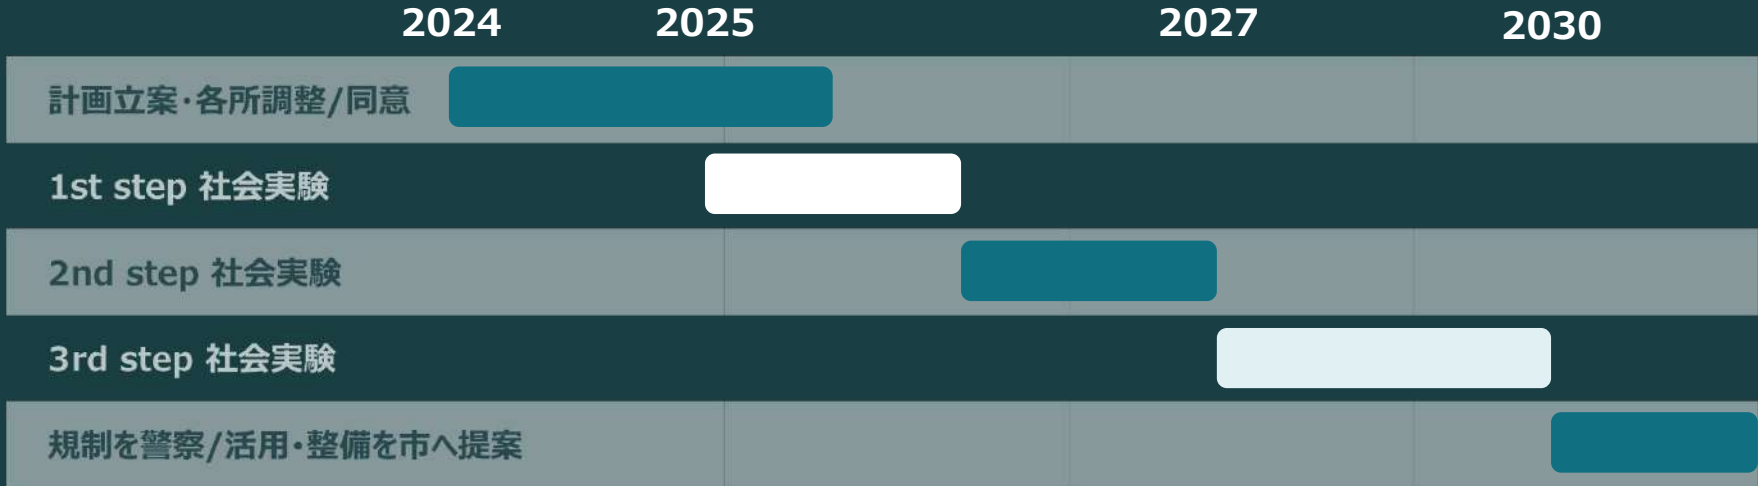 2024 2025 2027 2030
計画立案・各所調整/同意
1st step 社会実験
2nd step 社会実験
3rd step 社会実験
規制を警察/活用・整備を市へ提案